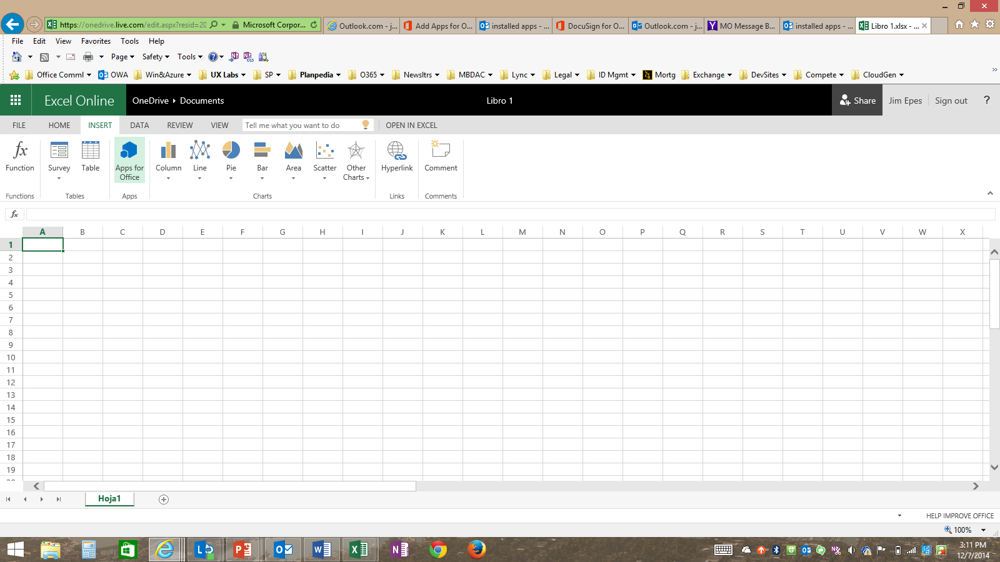 https://onedrive.live.com/edit.aspx?resid=20 Microsoft Corpor... Outlook.com - j... Add Apps for O... installed apps - ... DocuSign for O... Outlook.com - j... MO Message B... installed apps - ... Libro 1.xlsx - ...
File Edit View Favorites Tools Help
Page Safety Tools
Office Comml OWA Win&Azure UX Labs SP Planpedia O365 Newsltrs MBDAC Lync Legal ID Mgmt Mortg Exchange DevSites Compete CloudGen
Excel Online OneDrive Documents Libro 1 Share Jim Epes Sign out ?
FILE HOME INSERT DATA REVIEW VIEW Tell me what you want to do OPEN IN EXCEL
fx
Function Survey Table Apps for Office Column Line Pie Bar Area Scatter Other Charts Hyperlink Comment
Functions Tables Apps Charts Links Comments
fx
A B C D E F G H I J K L M N O P Q R S T U V W X
1
2
3
4
5
6
7
8
9
10
11
12
13
14
15
16
17
18
19
Hoja1
HELP IMPROVE OFFICE
100%
3:11 PM
12/7/2014